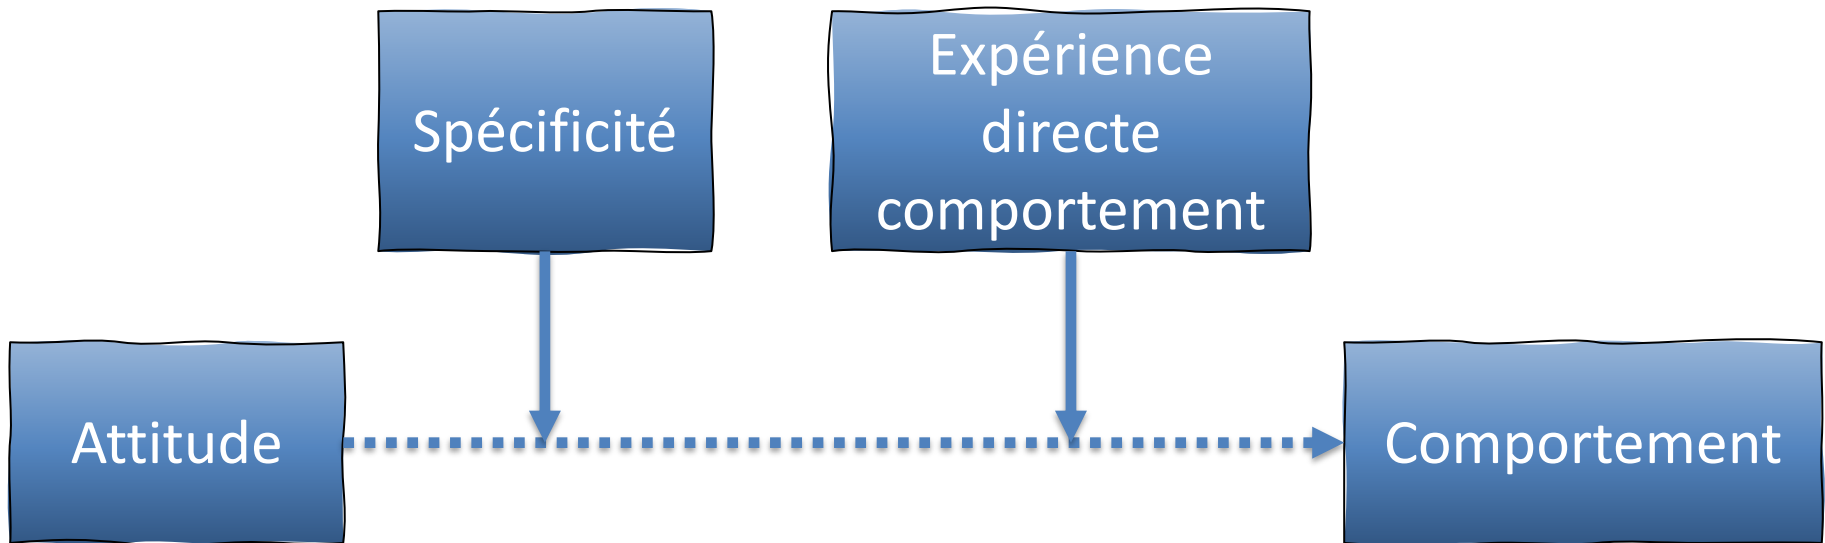 Spécificité
Expérience
directe
comportement
Attitude
Comportement